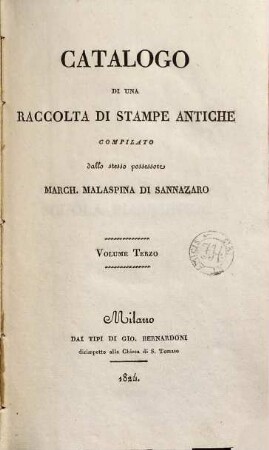 CATALOGO
DI UNA
RACCOLTA DI STAMPE ANTICHE
COMPILATO
dallo stesso possessore
MARCH. MALASPINA DI SANNAZARO
VOLUME TERZO
Milano
DAI TIPI DI GIO. BERNARDONI
dirimpetto alla Chiesa di S. Tomaso
1824.